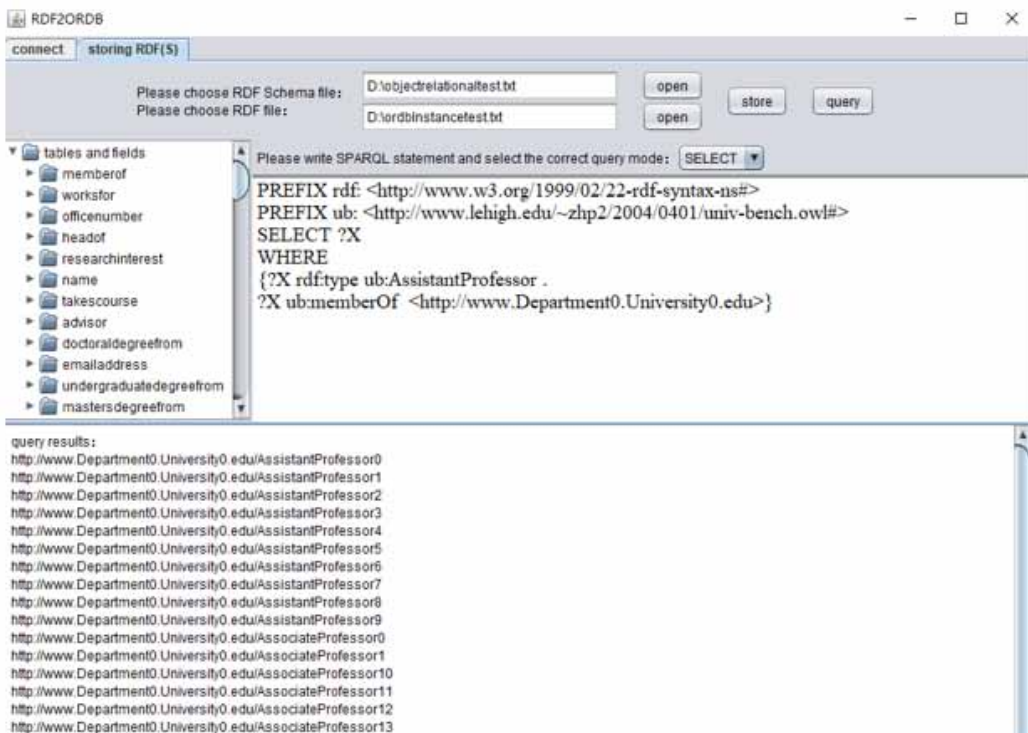 RDF2ORDB
connect storing RDF(S)
Please choose RDF Schema file: D:\objectrelationaltest.txt open
Please choose RDF file: D:\ordbinstancetest.txt open
store query
tables and fields
memberof
worksfor
officenumber
headof
researchinterest
name
takescourse
advisor
doctoraldegreefrom
emailaddress
undergraduatedegreefrom
mastersdegreefrom
Please write SPARQL statement and select the correct query mode: SELECT
PREFIX rdf: <http://www.w3.org/1999/02/22-rdf-syntax-ns#>
PREFIX ub: <http://www.lehigh.edu/~zhp2/2004/0401/univ-bench.owl#>
SELECT ?X
WHERE
{?X rdf:type ub:AssistantProfessor .
?X ub:memberOf <http://www.Department0.University0.edu>}
query results:
http://www.Department0.University0.edu/AssistantProfessor0
http://www.Department0.University0.edu/AssistantProfessor1
http://www.Department0.University0.edu/AssistantProfessor2
http://www.Department0.University0.edu/AssistantProfessor3
http://www.Department0.University0.edu/AssistantProfessor4
http://www.Department0.University0.edu/AssistantProfessor5
http://www.Department0.University0.edu/AssistantProfessor6
http://www.Department0.University0.edu/AssistantProfessor7
http://www.Department0.University0.edu/AssistantProfessor8
http://www.Department0.University0.edu/AssistantProfessor9
http://www.Department0.University0.edu/AssociateProfessor0
http://www.Department0.University0.edu/AssociateProfessor1
http://www.Department0.University0.edu/AssociateProfessor10
http://www.Department0.University0.edu/AssociateProfessor11
http://www.Department0.University0.edu/AssociateProfessor12
http://www.Department0.University0.edu/AssociateProfessor13